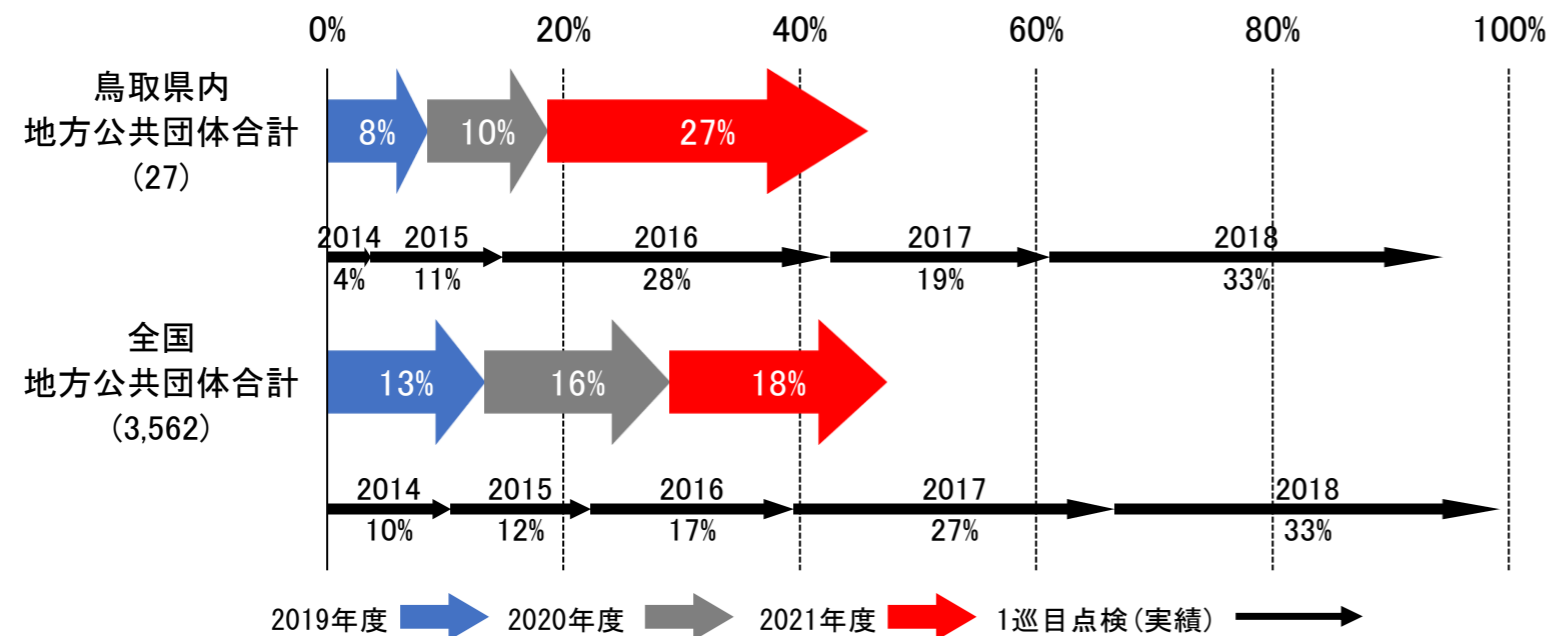 0% 20% 40% 60% 80% 100%
鳥取県内
地方公共団体合計
(27)
8% 10% 27%
2014 2015 2016 2017 2018
4% 11% 28% 19% 33%
全国
地方公共団体合計
(3,562)
13% 16% 18%
2014 2015 2016 2017 2018
10% 12% 17% 27% 33%
2019年度 2020年度 2021年度 1巡目点検(実績)